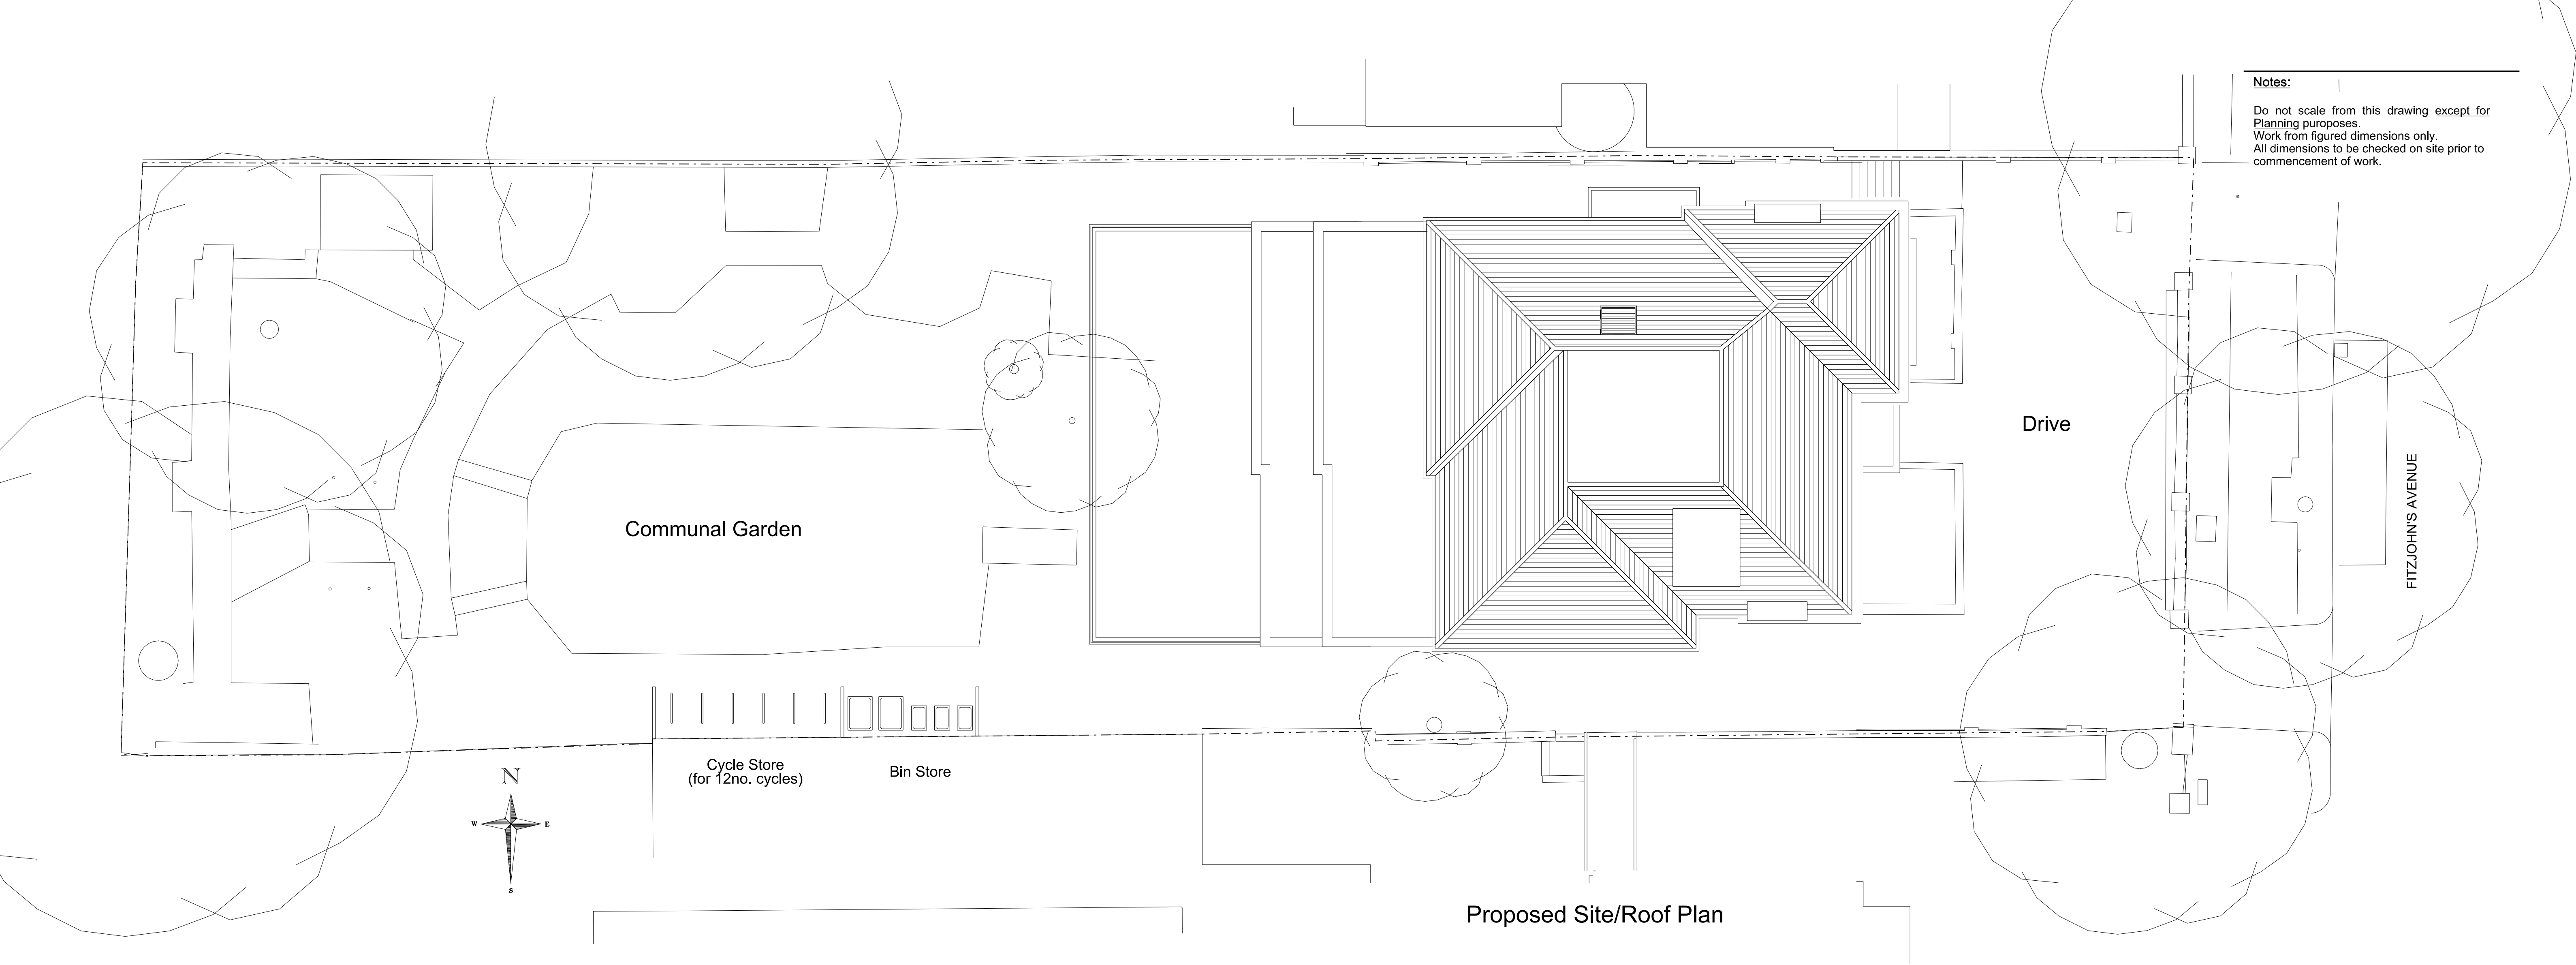 Notes:
Do not scale from this drawing except for
Planning puroposes.
Work from figured dimensions only.
All dimensions to be checked on site prior to
commencement of work.
Drive
FITZJOHN'S AVENUE
Communal Garden
Cycle Store
(for 12no. cycles)
Bin Store
N
W E
S
Proposed Site/Roof Plan